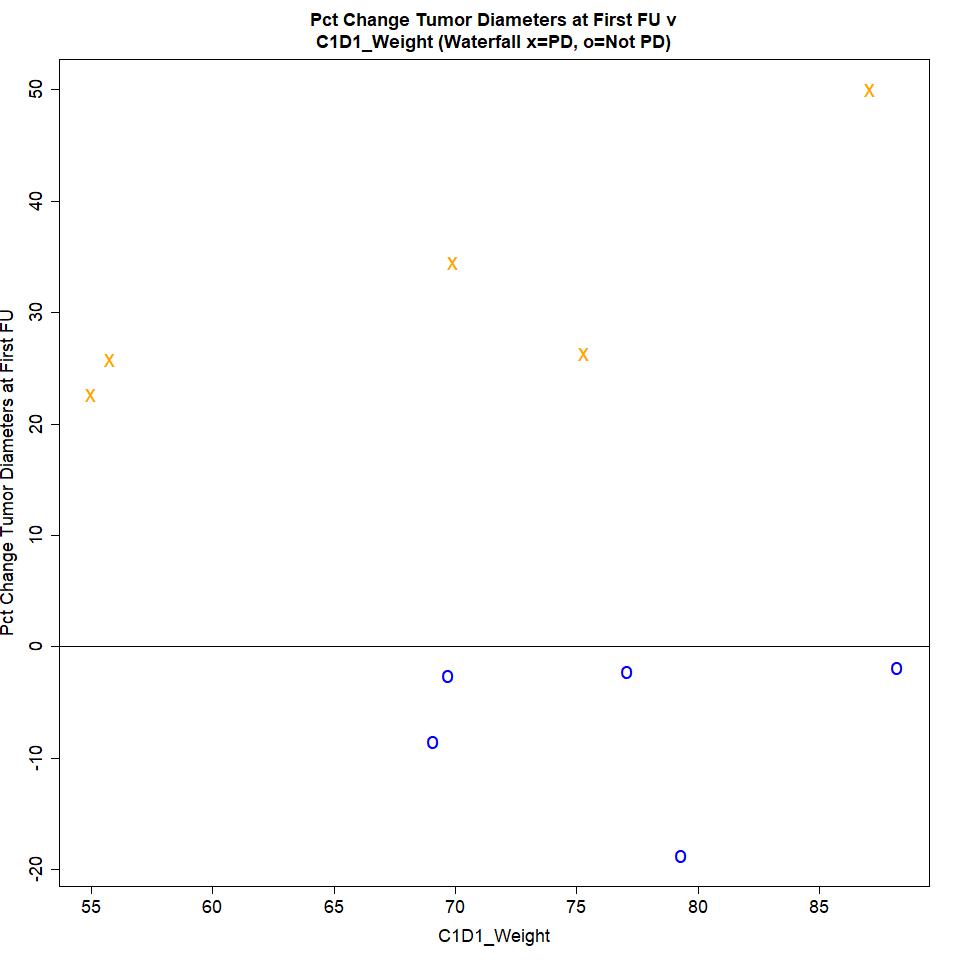 Pct Change Tumor Diameters at First FU v
C1D1_Weight (Waterfall x=PD, o=Not PD)
Pct Change Tumor Diameters at First FU
50
40
30
20
10
0
-10
-20
X
X
X
X
X
O
O
O
O
O
55 60 65 70 75 80 85
C1D1_Weight